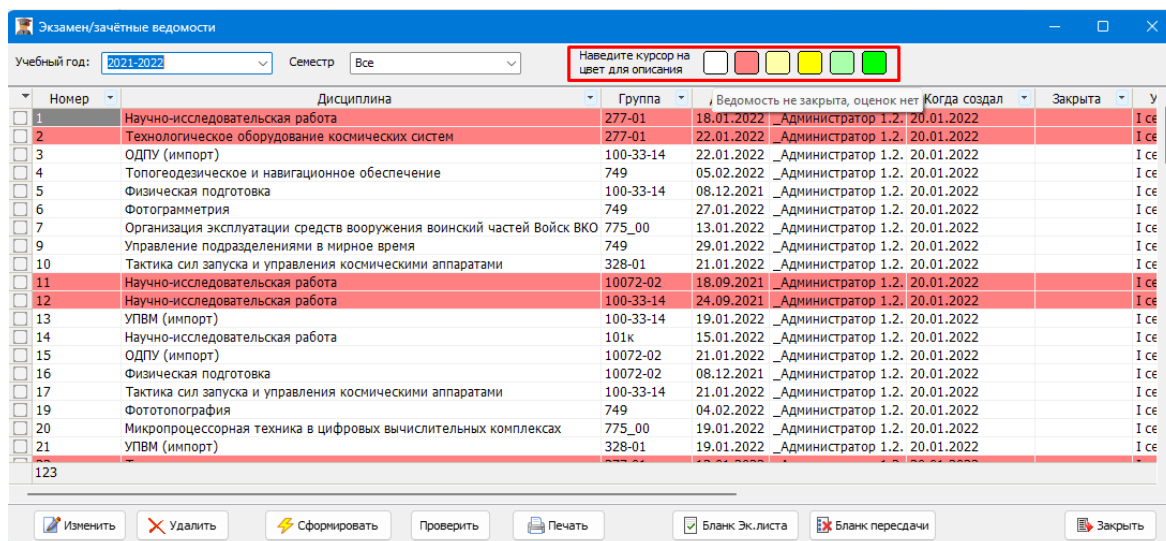 Экзамен/зачётные ведомости
Учебный год: 2021-2022 Семестр Все Наведите курсор на
цвет для описания
Номер Дисциплина Группа Ведомость не закрыта, оценок нет Когда создал Закрыта У
1 Научно-исследовательская работа 277-01 18.01.2022 _Администратор 1.2. 20.01.2022 I се
2 Технологическое оборудование космических систем 277-01 22.01.2022 _Администратор 1.2. 20.01.2022 I се
3 ОДПУ (импорт) 100-33-14 22.01.2022 _Администратор 1.2. 20.01.2022 I се
4 Топогеодезическое и навигационное обеспечение 749 05.02.2022 _Администратор 1.2. 20.01.2022 I се
5 Физическая подготовка 100-33-14 08.12.2021 _Администратор 1.2. 20.01.2022 I се
6 Фотограмметрия 749 27.01.2022 _Администратор 1.2. 20.01.2022 I се
7 Организация эксплуатации средств вооружения воинский частей Войск ВКО 775_00 13.01.2022 _Администратор 1.2. 20.01.2022 I се
9 Управление подразделениями в мирное время 749 29.01.2022 _Администратор 1.2. 20.01.2022 I се
10 Тактика сил запуска и управления космическими аппаратами 328-01 21.01.2022 _Администратор 1.2. 20.01.2022 I се
11 Научно-исследовательская работа 10072-02 18.09.2021 _Администратор 1.2. 20.01.2022 I се
12 Научно-исследовательская работа 100-33-14 24.09.2021 _Администратор 1.2. 20.01.2022 I се
13 УПВМ (импорт) 100-33-14 19.01.2022 _Администратор 1.2. 20.01.2022 I се
14 Научно-исследовательская работа 101к 15.01.2022 _Администратор 1.2. 20.01.2022 I се
15 ОДПУ (импорт) 10072-02 21.01.2022 _Администратор 1.2. 20.01.2022 I се
16 Физическая подготовка 10072-02 08.12.2021 _Администратор 1.2. 20.01.2022 I се
17 Тактика сил запуска и управления космическими аппаратами 100-33-14 21.01.2022 _Администратор 1.2. 20.01.2022 I се
19 Фототопография 749 04.02.2022 _Администратор 1.2. 20.01.2022 I се
20 Микропроцессорная техника в цифровых вычислительных комплексах 775_00 19.01.2022 _Администратор 1.2. 20.01.2022 I се
21 УПВМ (импорт) 328-01 19.01.2022 _Администратор 1.2. 20.01.2022 I се
123
Изменить Удалить Сформировать Проверить Печать Бланк Эк.листа Бланк пересдачи Закрыть